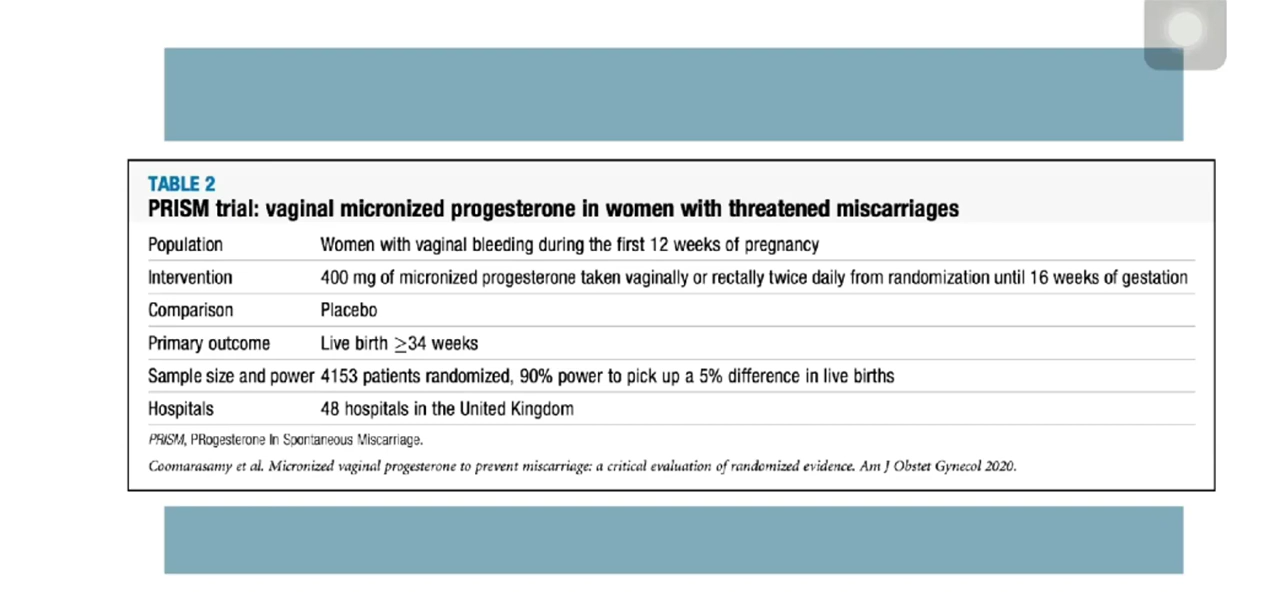 TABLE 2
PRISM trial: vaginal micronized progesterone in women with threatened miscarriages
Population Women with vaginal bleeding during the first 12 weeks of pregnancy
Intervention 400 mg of micronized progesterone taken vaginally or rectally twice daily from randomization until 16 weeks of gestation
Comparison Placebo
Primary outcome Live birth ≥34 weeks
Sample size and power 4153 patients randomized, 90% power to pick up a 5% difference in live births
Hospitals 48 hospitals in the United Kingdom
PRISM, PRogesterone In Spontaneous Miscarriage.
Coomarasamy et al. Micronized vaginal progesterone to prevent miscarriage: a critical evaluation of randomized evidence. Am J Obstet Gynecol 2020.